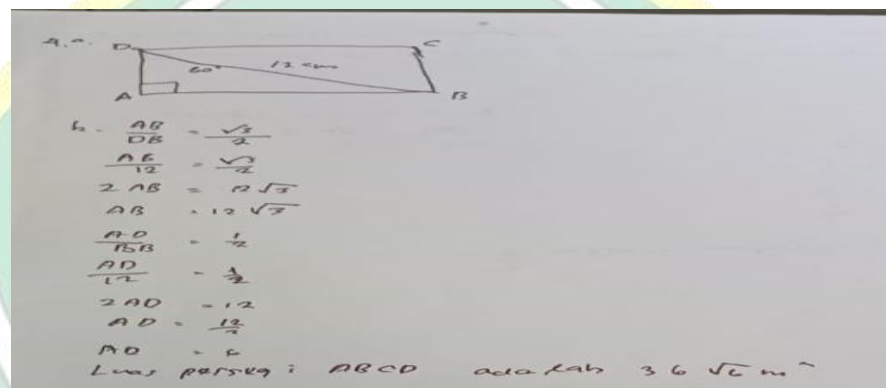 4. a. D C
60° 12 cm
A B
b. AB/DB = √3/2
AB/12 = √3/2
2 AB = 12 √3
AB = 12 √3
AD/DB = 1/2
AD/12 = 1/2
2 AD = 12
AD = 12/2
AD = 6
Luas persegi ABCD adalah 36 m²